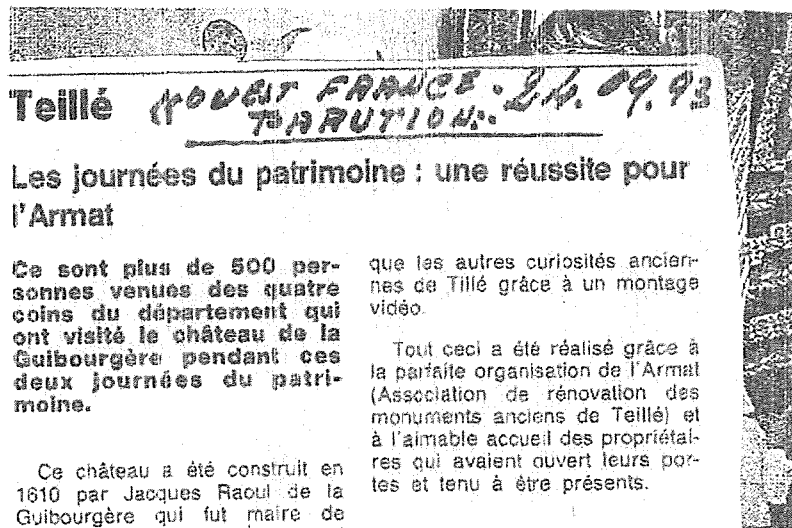 Teillé OUEST FRANCE. 24.09.93
PARUTION.
Les journées du patrimoine : une réussite pour
l'Armat
Ce sont plus de 500 per-
sonnes venues des quatre
coins du département qui
ont visité le château de la
Guibourgère pendant ces
deux journées du patri-
moine.
Ce château a été construit en
1610 par Jacques Raoul de la
Guibourgère qui fut maire de
que les autres curiosités ancien-
nes de Tillé grâce à un montage
vidéo.
Tout ceci a été réalisé grâce à
la parfaite organisation de l'Armat
(Association de rénovation des
monuments anciens de Teillé) et
à l'aimable accueil des propriétai-
res qui avaient ouvert leurs por-
tes et tenu à être présents.